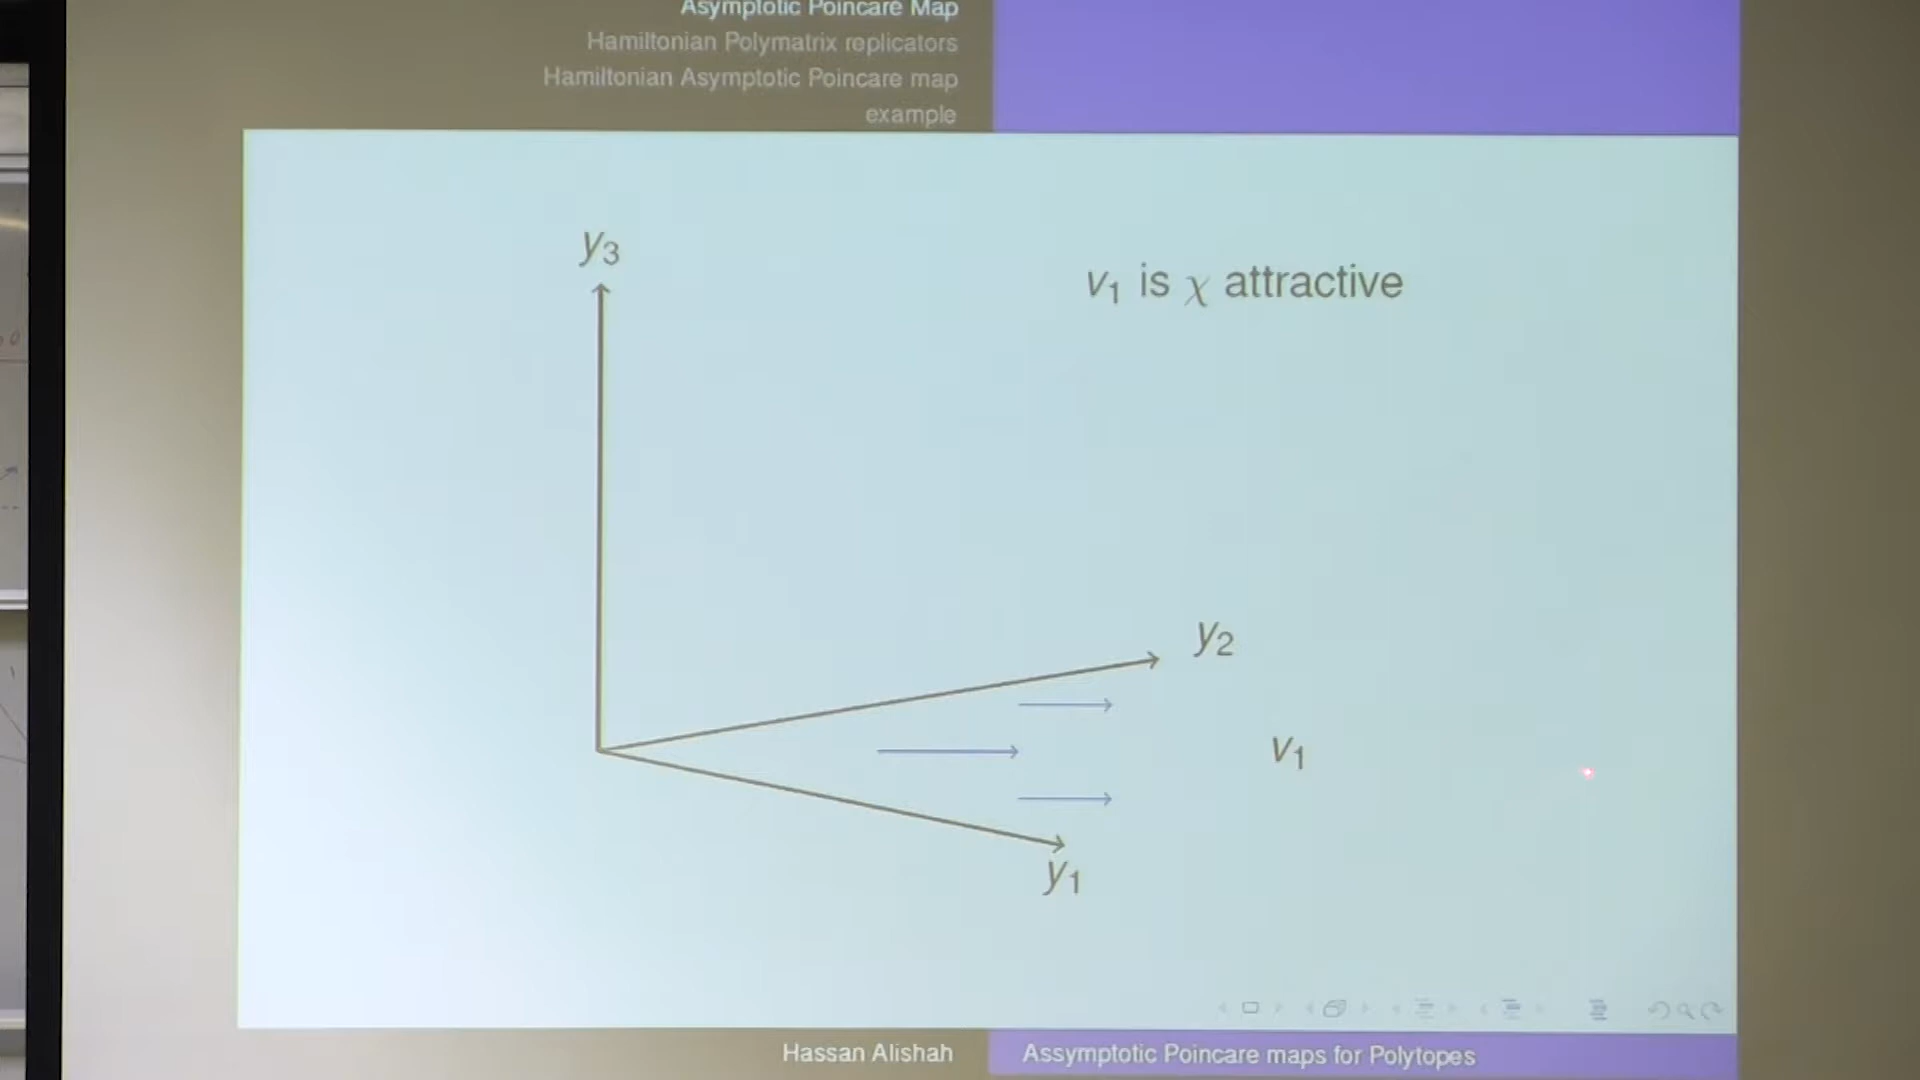 Asymptotic Poincare Map
Hamiltonian Polymatrix replicators
Hamiltonian Asymptotic Poincare map
example
y₃
v₁ is χ attractive
y₂
v₁
y₁
Hassan Alishah
Assymptotic Poincare maps for Polytopes